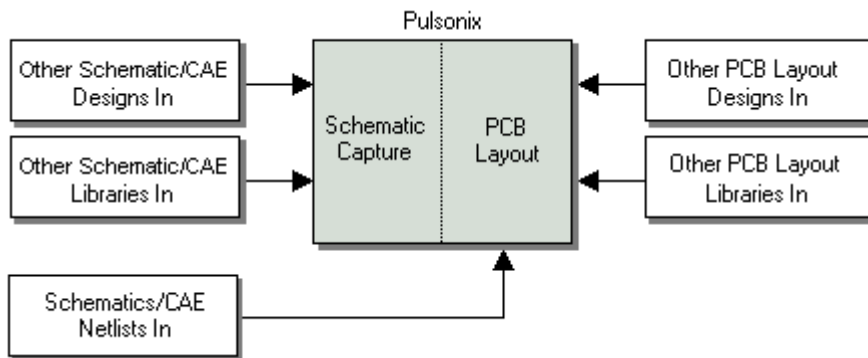 Pulsonix
Other Schematic/CAE
Designs In
Other Schematic/CAE
Libraries In
Schematic
Capture
PCB
Layout
Other PCB Layout
Designs In
Other PCB Layout
Libraries In
Schematics/CAE
Netlists In